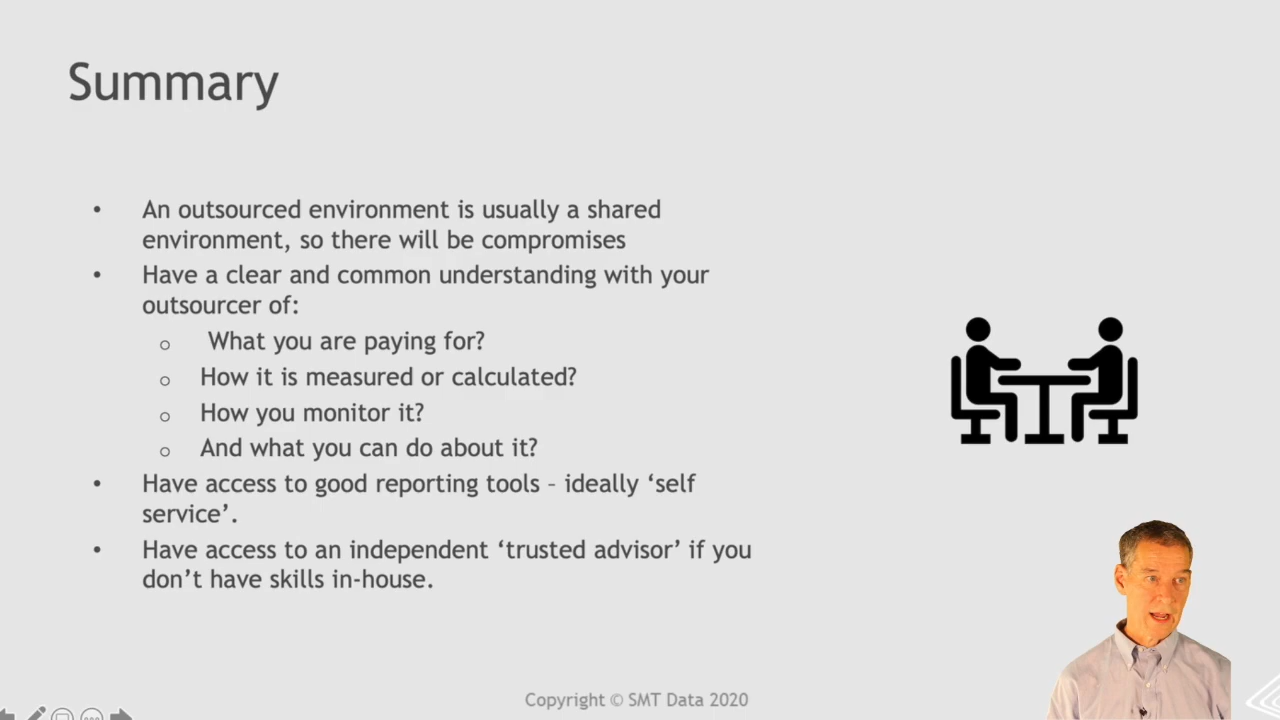 Summary
• An outsourced environment is usually a shared
environment, so there will be compromises
• Have a clear and common understanding with your
outsourcer of:
o What you are paying for?
o How it is measured or calculated?
o How you monitor it?
o And what you can do about it?
• Have access to good reporting tools – ideally ‘self
service’.
• Have access to an independent ‘trusted advisor’ if you
don’t have skills in-house.
Copyright © SMT Data 2020